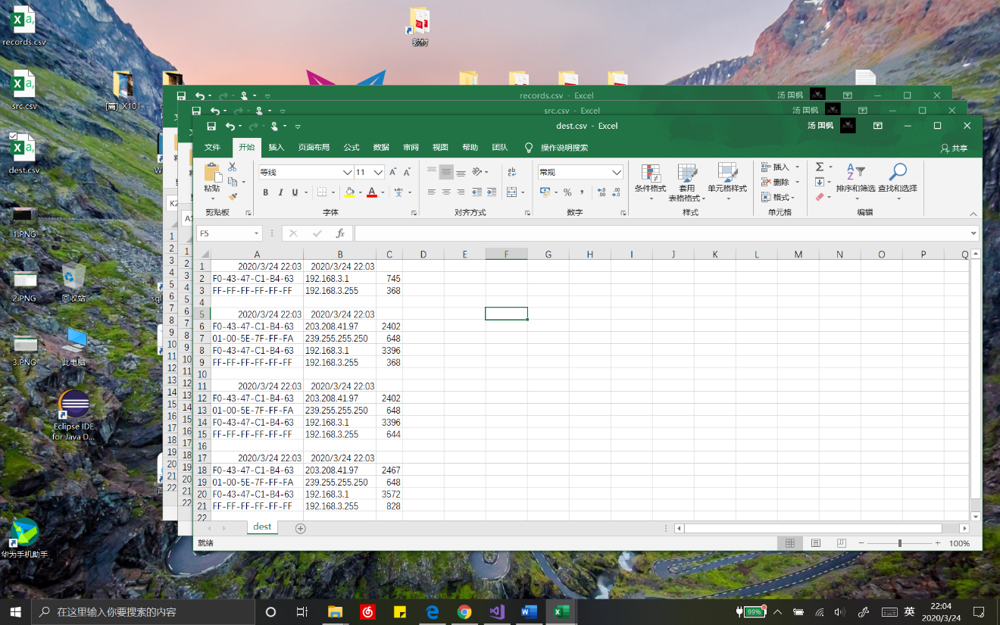 records.csv
src.csv
dest.csv
1.PNG
2.PNG
3.PNG
回收站
此电脑
Eclipse IDE
for Java D...
华为手机助手
教材
[高] X101
records.csv - Excel
汤 国枫
src.csv - Excel
汤 国枫
dest.csv - Excel
汤 国枫
文件 开始 插入 页面布局 公式 数据 审阅 视图 帮助 团队 操作说明搜索 共享
粘贴
剪贴板
等线 11
B I U A
字体
对齐方式
常规
%
数字
条件格式 套用 单元格样式
表格格式
样式
插入
删除
格式
单元格
排序和筛选 查找和选择
编辑
F5 fx
A B C D E F G H I J K L M N O P Q
1 2020/3/24 22:03 2020/3/24 22:03
2 F0-43-47-C1-B4-63 192.168.3.1 745
3 FF-FF-FF-FF-FF-FF 192.168.3.255 368
4
5 2020/3/24 22:03 2020/3/24 22:03
6 F0-43-47-C1-B4-63 203.208.41.97 2402
7 01-00-5E-7F-FF-FA 239.255.255.250 648
8 F0-43-47-C1-B4-63 192.168.3.1 3396
9 FF-FF-FF-FF-FF-FF 192.168.3.255 368
10
11 2020/3/24 22:03 2020/3/24 22:03
12 F0-43-47-C1-B4-63 203.208.41.97 2402
13 01-00-5E-7F-FF-FA 239.255.255.250 648
14 F0-43-47-C1-B4-63 192.168.3.1 3396
15 FF-FF-FF-FF-FF-FF 192.168.3.255 644
16
17 2020/3/24 22:03 2020/3/24 22:03
18 F0-43-47-C1-B4-63 203.208.41.97 2467
19 01-00-5E-7F-FF-FA 239.255.255.250 648
20 F0-43-47-C1-B4-63 192.168.3.1 3572
21 FF-FF-FF-FF-FF-FF 192.168.3.255 828
22
dest
就绪
100%
在这里输入你要搜索的内容
99%
英
22:04
2020/3/24